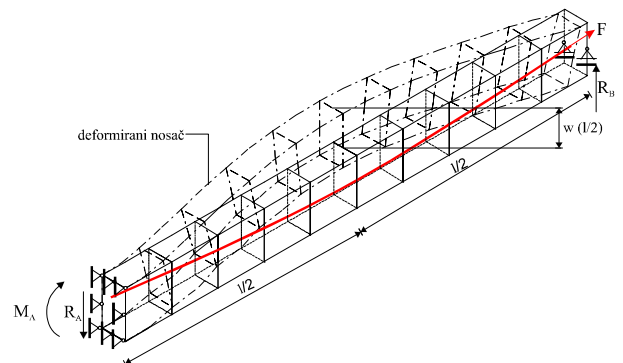 F
R_B
deformirani nosač
w (l/2)
l/2
l/2
M_A
R_A